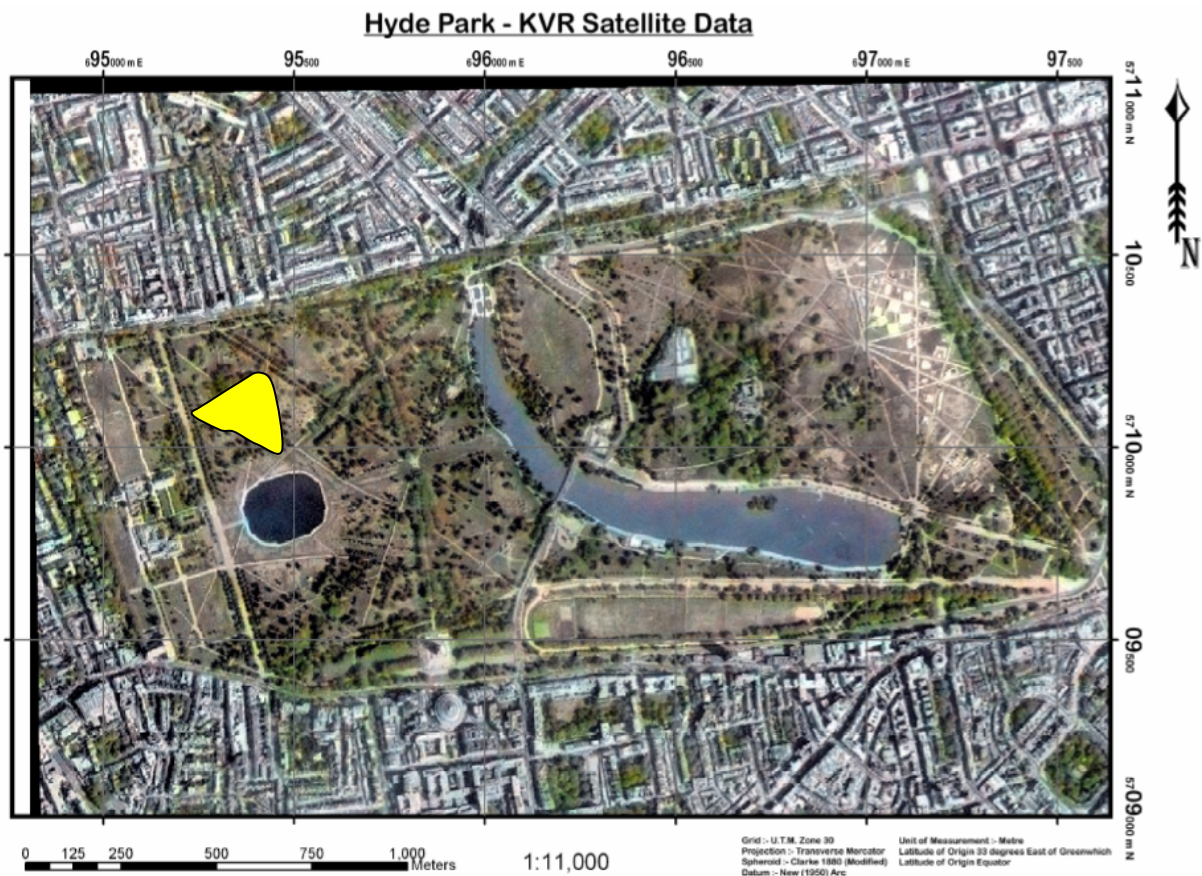 Hyde Park - KVR Satellite Data
695000 m E 95500 696000 m E 96500 697000 m E 97500
5711000 m N
N
10500
5710000 m N
09500
5709000 m N
0 125 250 500 750 1,000 Meters
1:11,000
Grid :- U.T.M. Zone 30 Unit of Measurement :- Metre
Projection :- Transverse Mercator Latitude of Origin 33 degrees East of Greenwhich
Spheroid :- Clarke 1880 (Modified) Latitude of Origin Equator
Datum :- New (1950) Arc